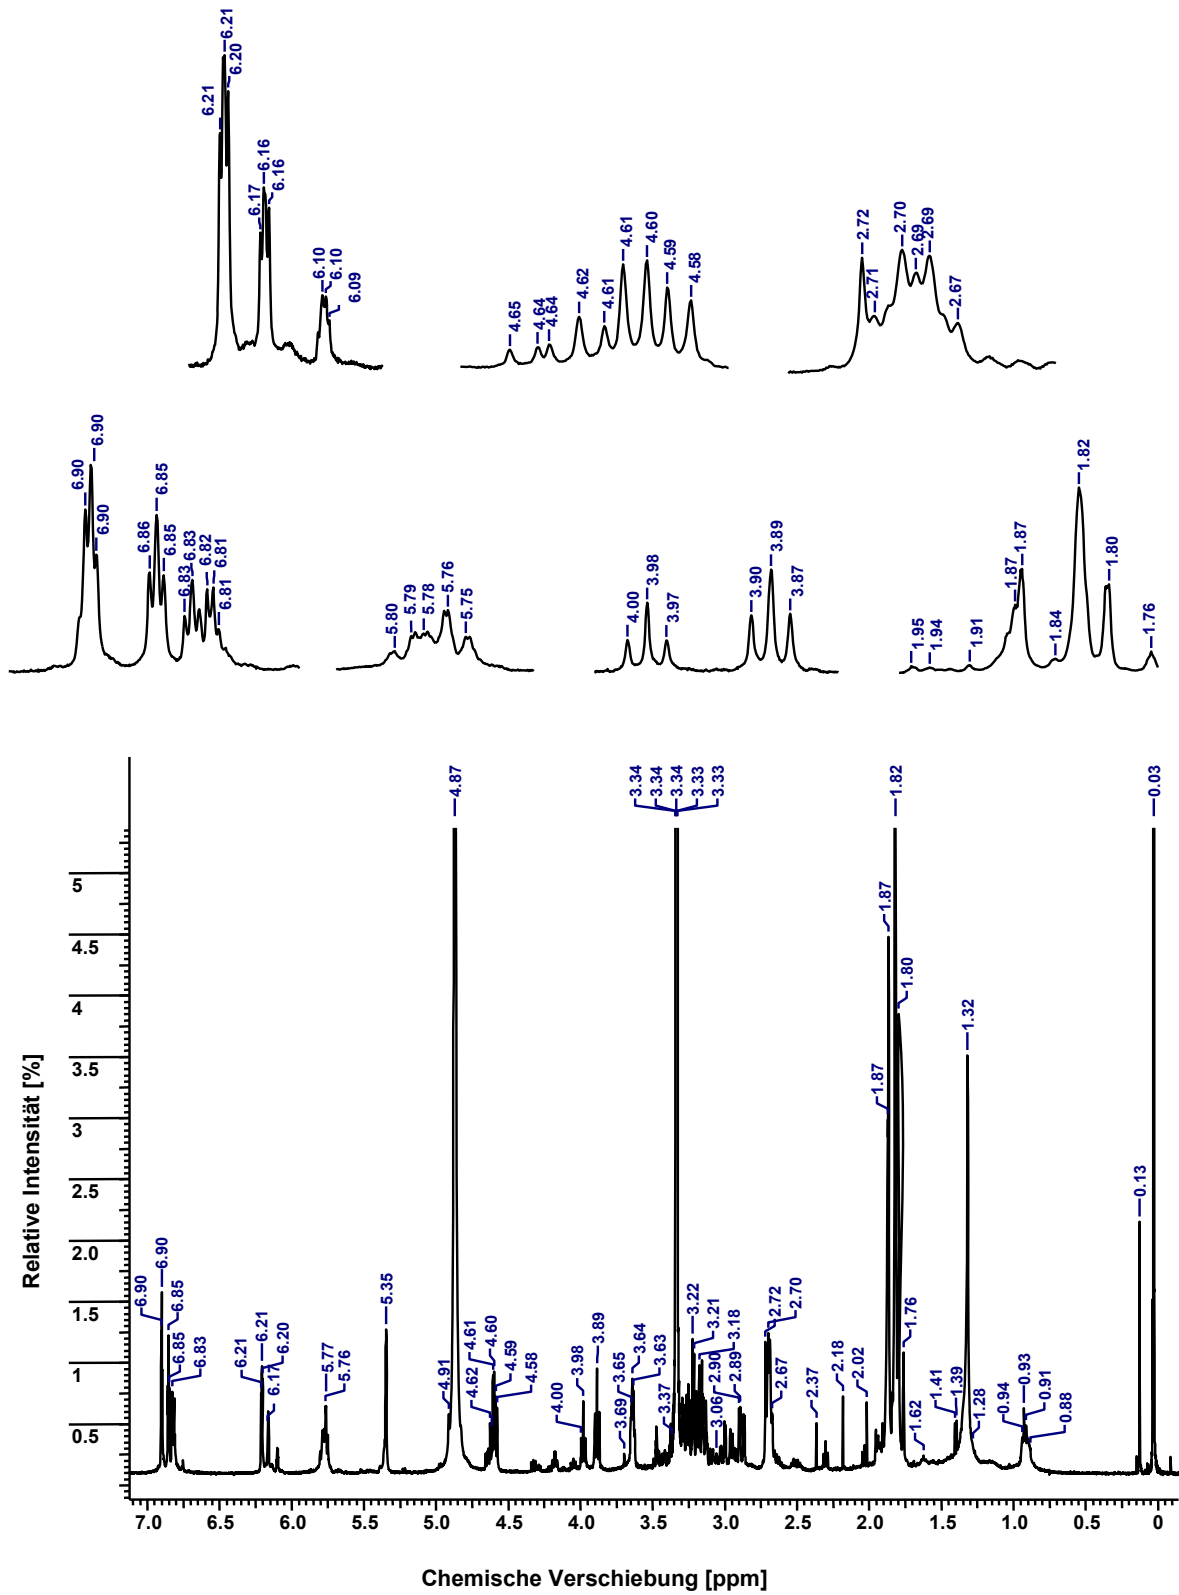 6.21 6.21 6.20 6.17 6.16 6.16 6.10 6.10 6.09
4.65 4.64 4.64 4.62 4.61 4.61 4.60 4.59 4.58
2.72 2.71 2.70 2.69 2.69 2.67
6.90 6.90 6.90 6.86 6.85 6.85 6.83 6.83 6.82 6.81 6.81
5.80 5.79 5.78 5.76 5.75
4.00 3.98 3.97 3.90 3.89 3.87
1.95 1.94 1.91 1.87 1.87 1.84 1.82 1.80 1.76
6.90 6.90 6.85 6.85 6.83 6.21 6.21 6.20 6.17 5.77 5.76 5.35 4.91 4.87 4.62 4.61 4.60 4.59 4.58 4.00 3.98 3.89 3.69 3.65 3.64 3.63 3.37 3.34 3.34 3.34 3.33 3.33 3.22 3.21 3.18 3.06 2.90 2.89 2.72 2.70 2.67 2.37 2.18 2.02 1.87 1.87 1.82 1.80 1.76 1.62 1.41 1.39 1.32 1.28 0.94 0.93 0.91 0.88 0.13 0.03
Relative Intensität [%]
5
4.5
4
3.5
3
2.5
2.0
1.5
1
0.5
7.0 6.5 6.0 5.5 5.0 4.5 4.0 3.5 3.0 2.5 2.0 1.5 1.0 0.5 0
Chemische Verschiebung [ppm]